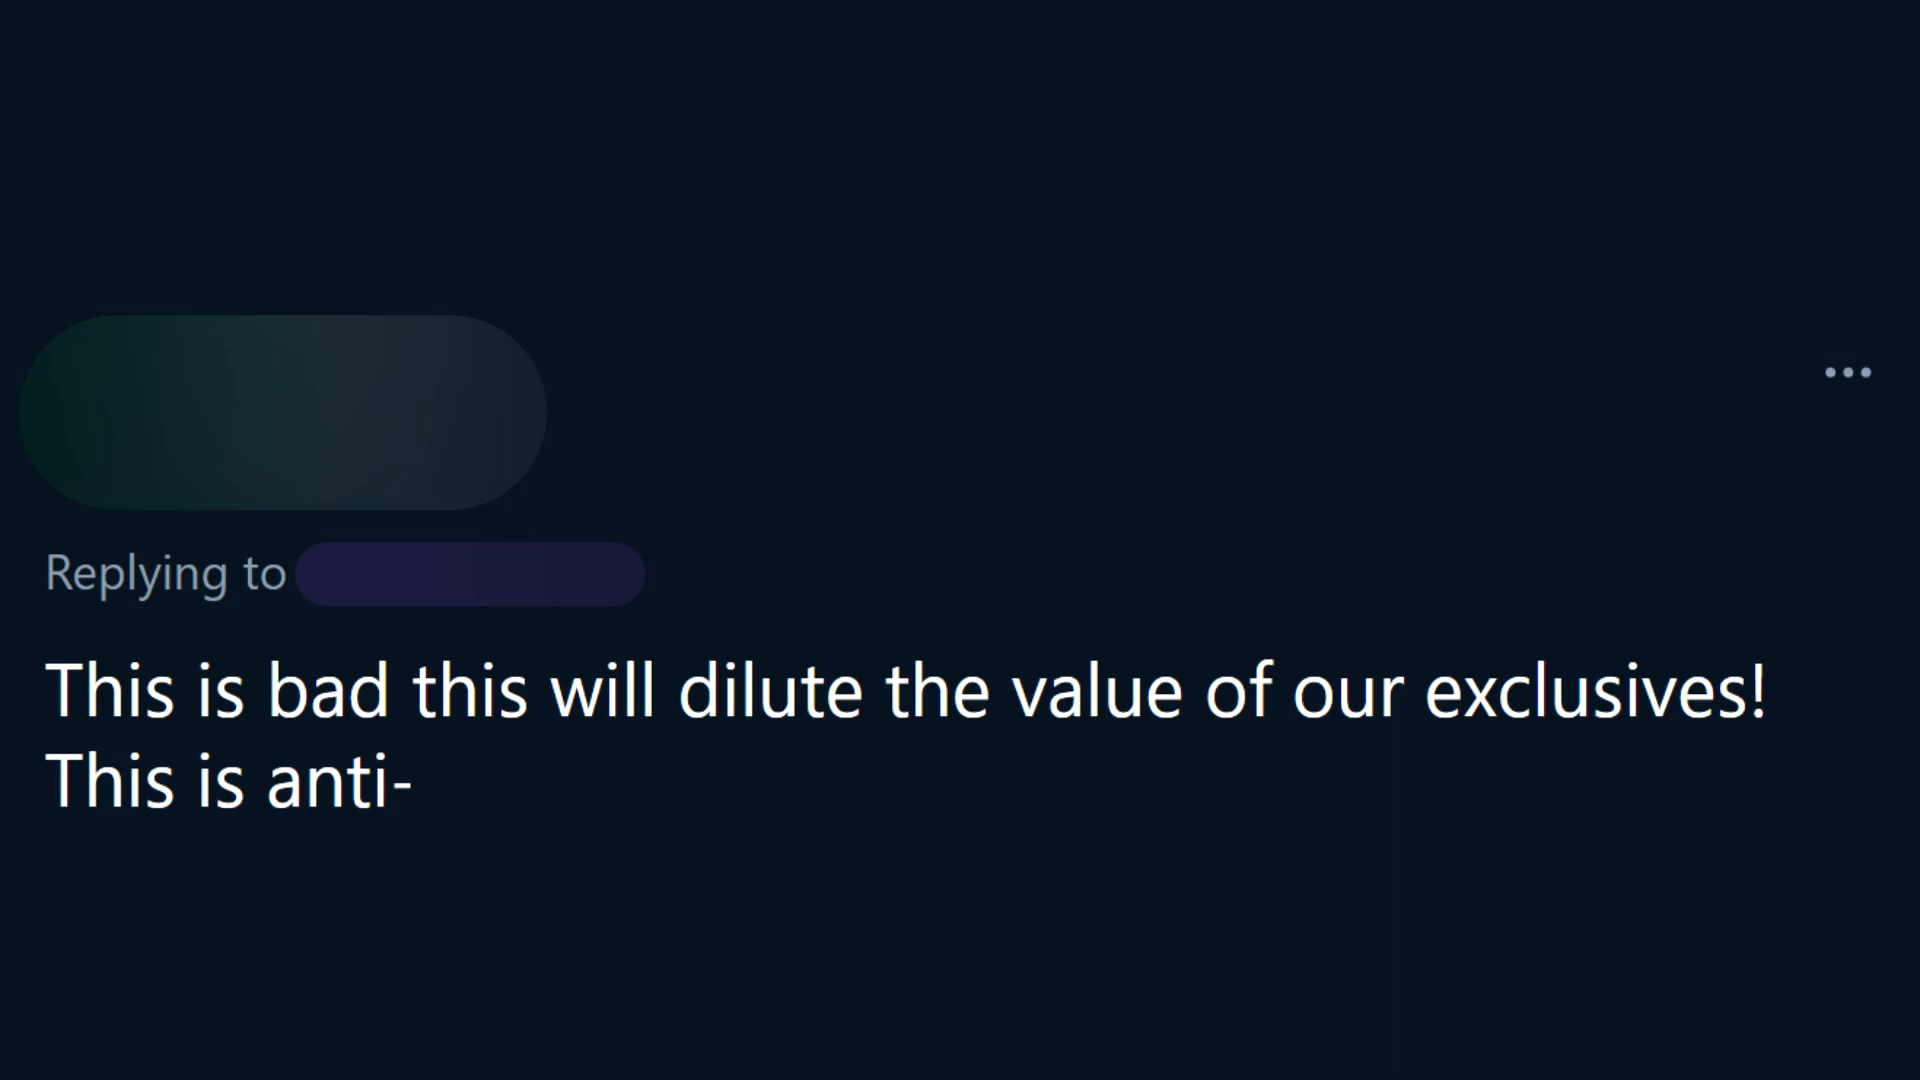 Replying to
This is bad this will dilute the value of our exclusives!
This is anti-